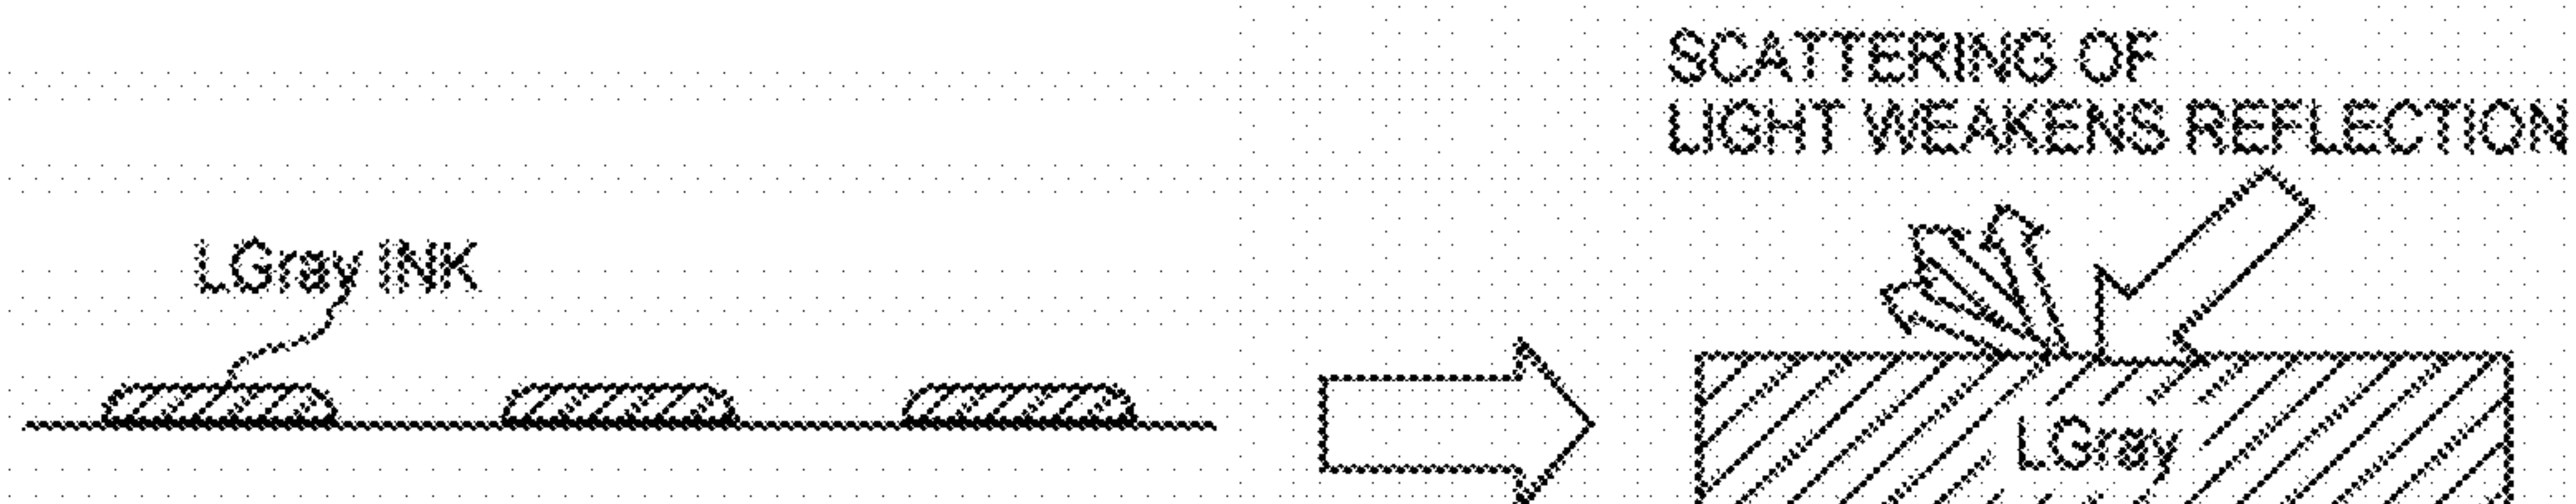 SCATTERING OF
LIGHT WEAKENS REFLECTION
LGray INK
LGray